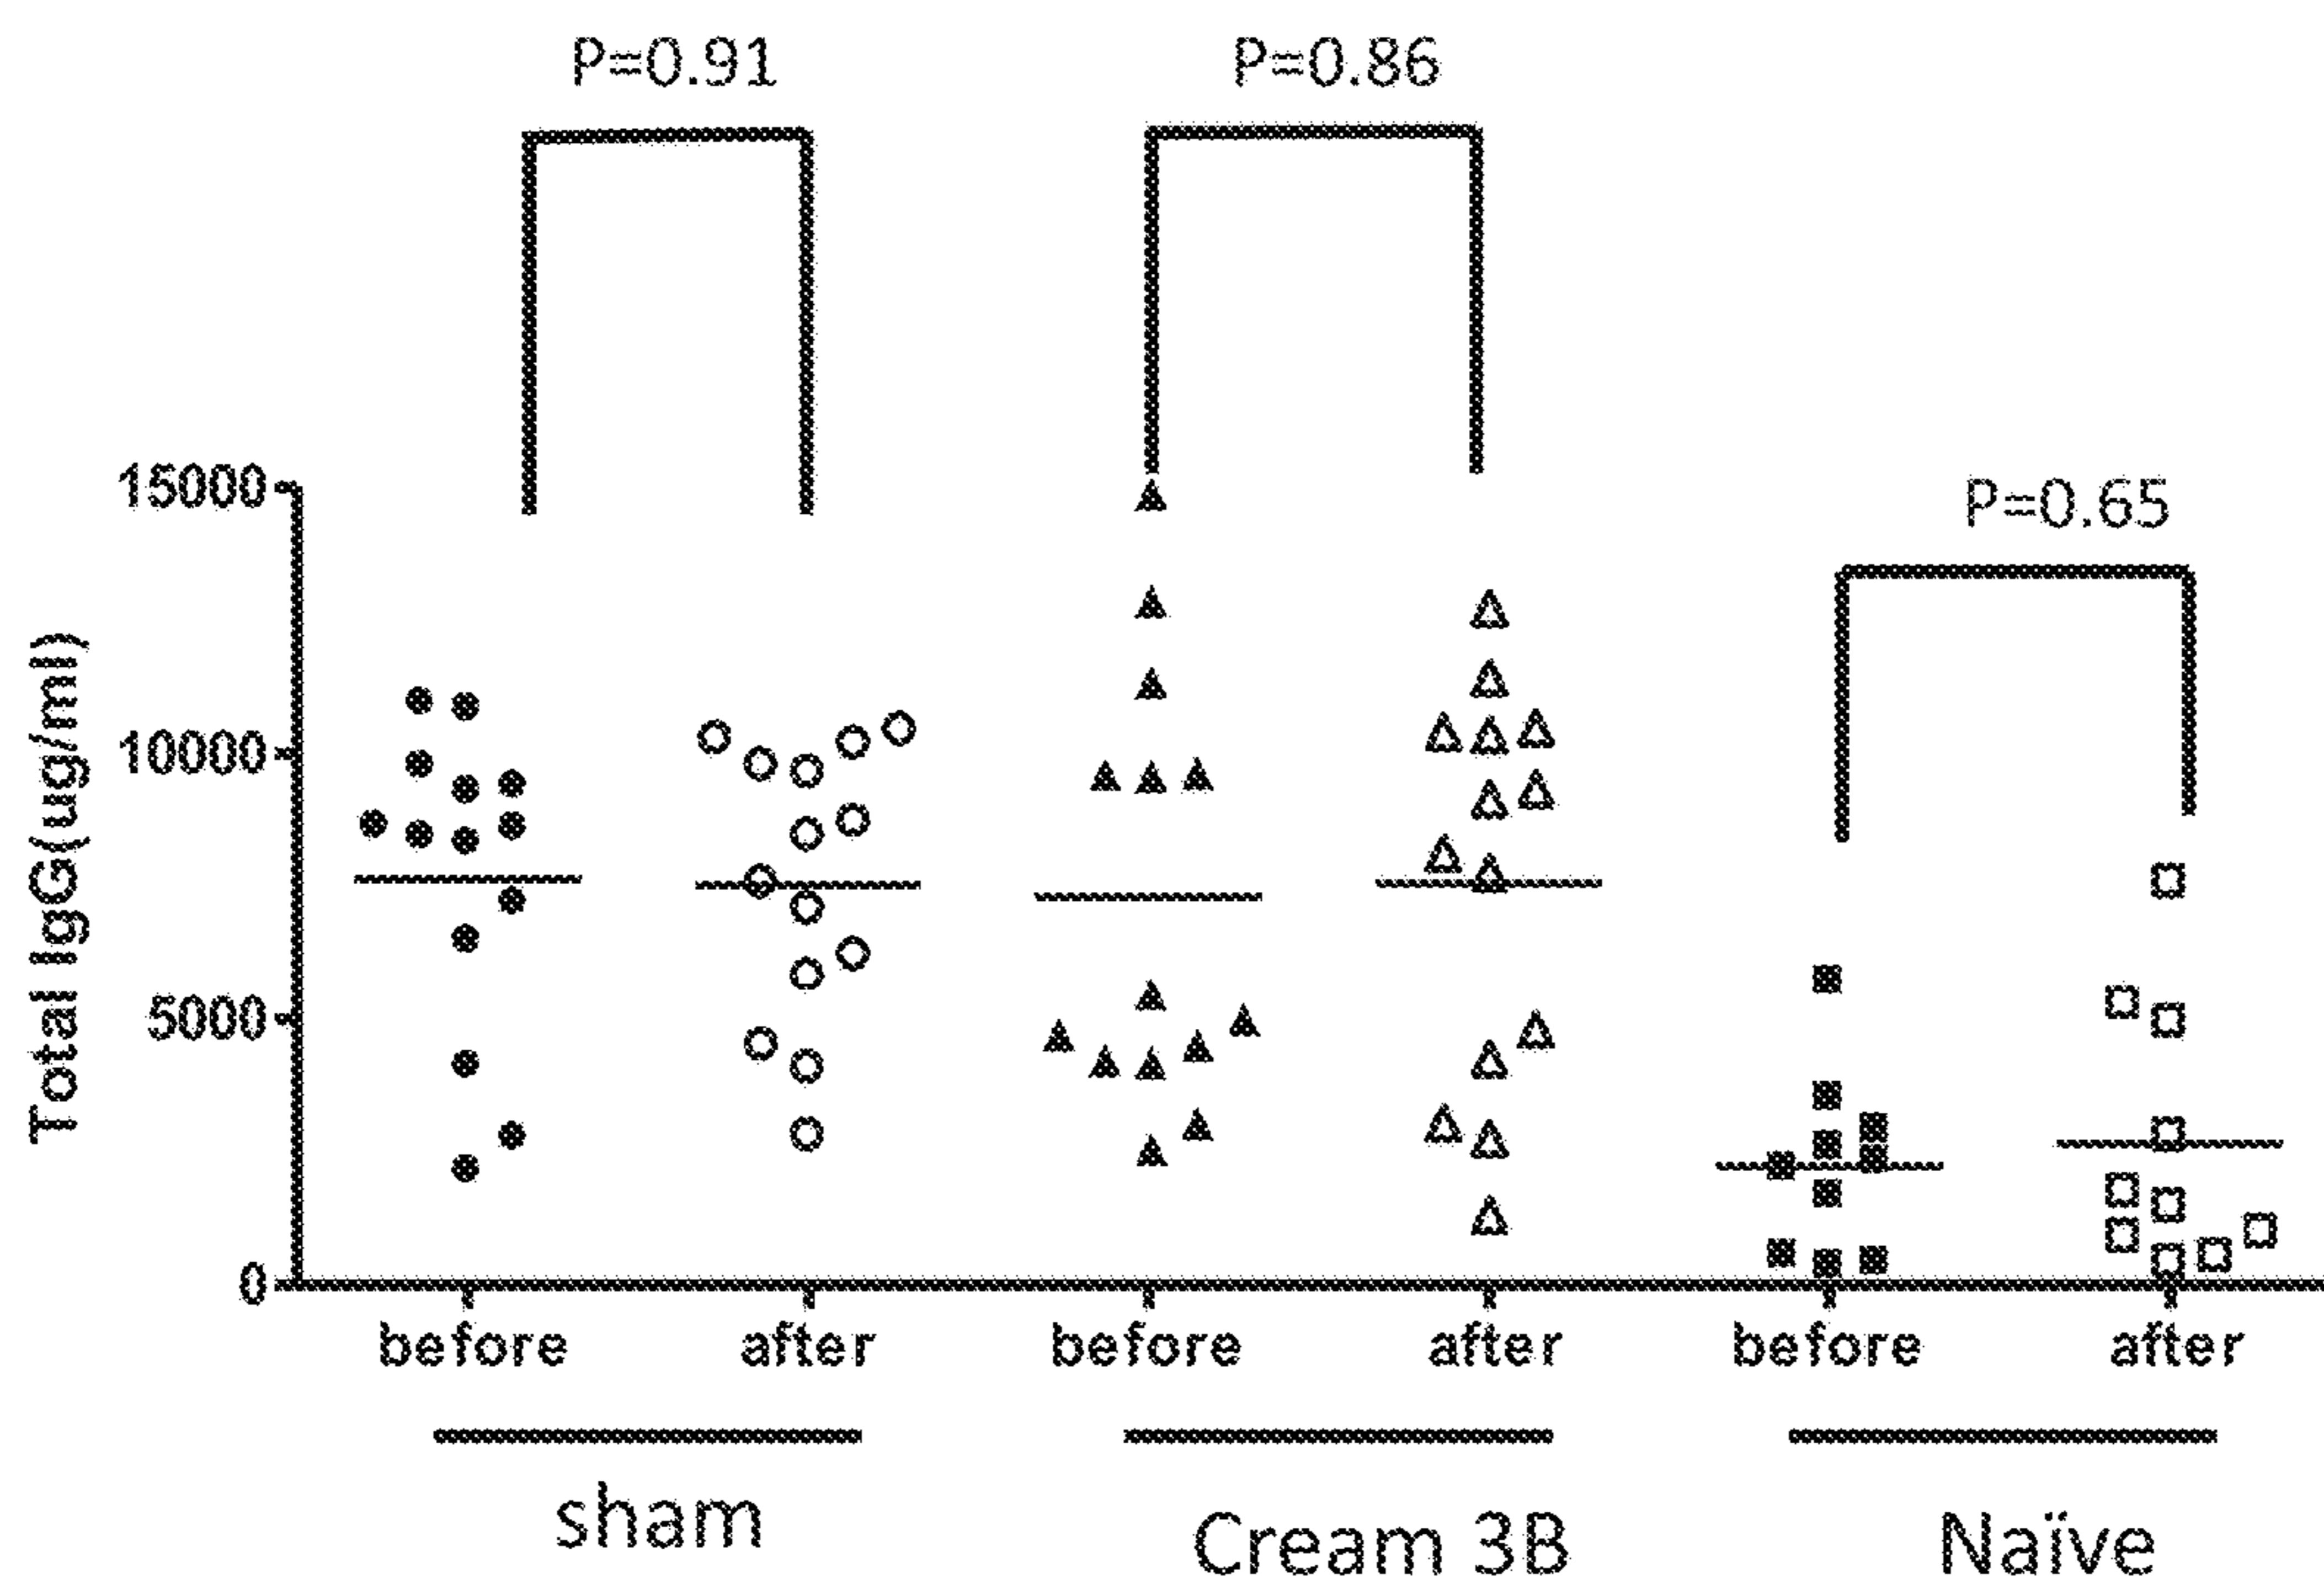 P=0.91
P=0.86
P=0.65
Total IgG(ug/ml)
15000
10000
5000
0
before
after
before
after
before
after
sham
Cream 3B
Naïve